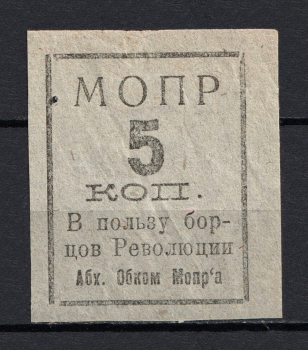 МОПР
5
КОП.
В пользу бор-
цов Революции
Абх. Обком Мопр'а